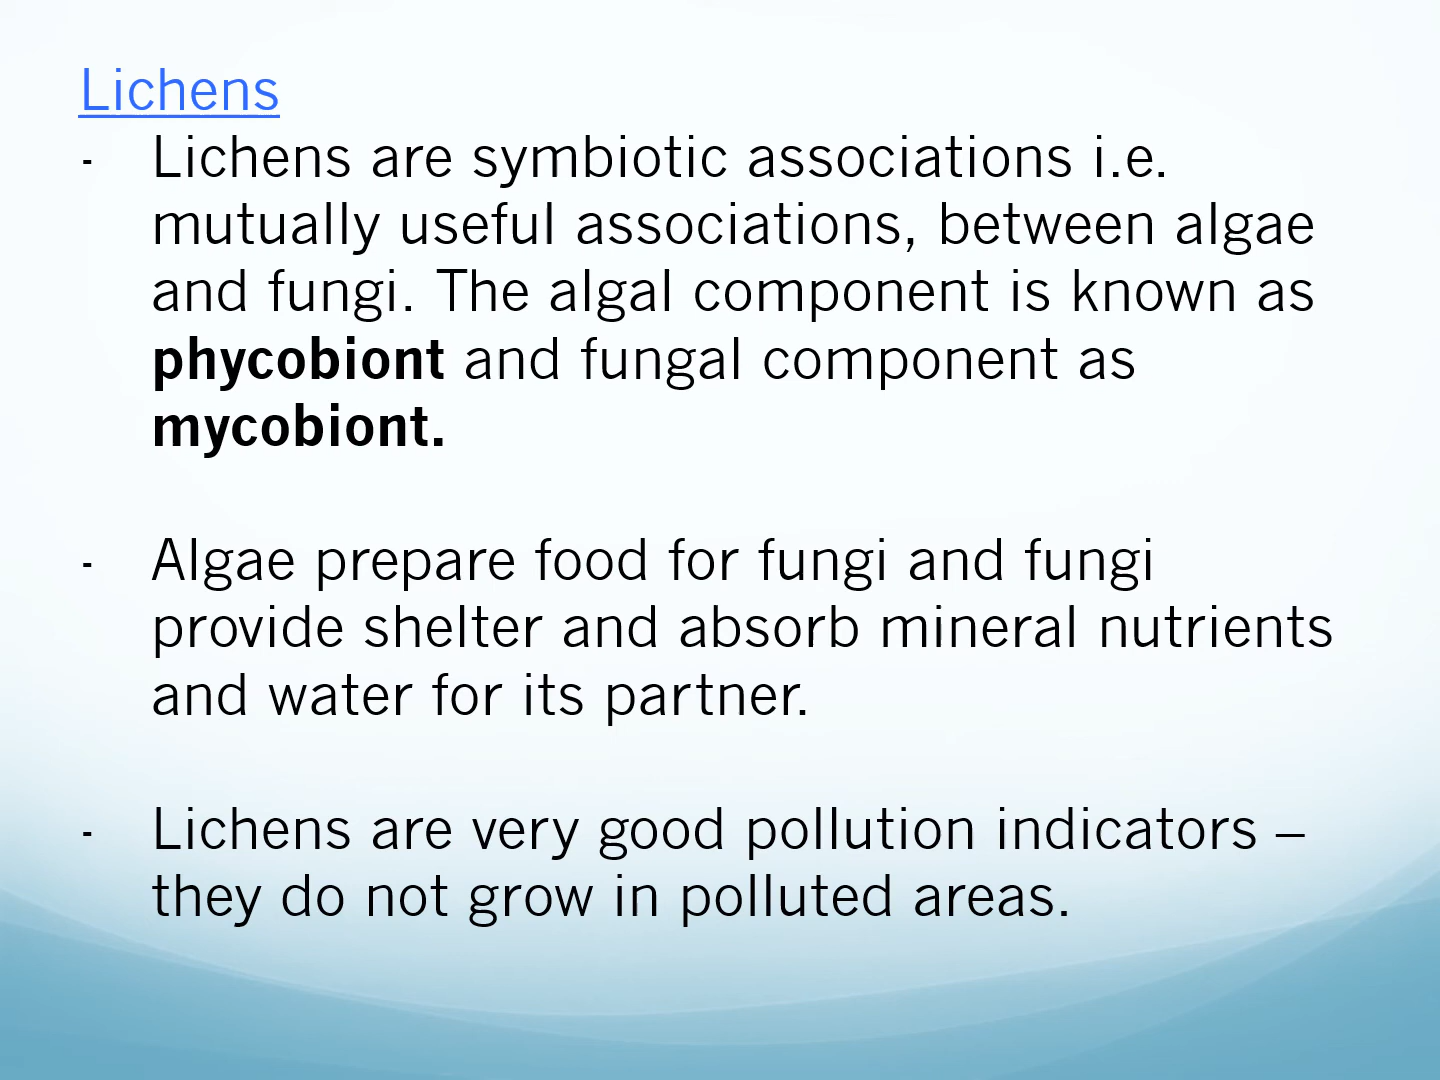 Lichens
- Lichens are symbiotic associations i.e.
mutually useful associations, between algae
and fungi. The algal component is known as
phycobiont and fungal component as
mycobiont.
- Algae prepare food for fungi and fungi
provide shelter and absorb mineral nutrients
and water for its partner.
- Lichens are very good pollution indicators –
they do not grow in polluted areas.